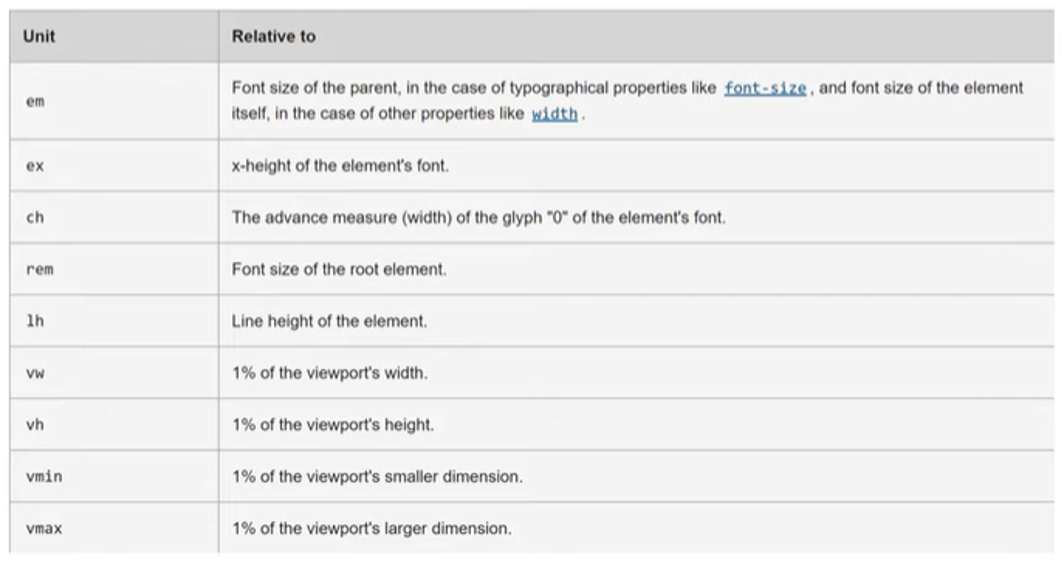 Unit Relative to
em Font size of the parent, in the case of typographical properties like font-size, and font size of the element
itself, in the case of other properties like width.
ex x-height of the element's font.
ch The advance measure (width) of the glyph "0" of the element's font.
rem Font size of the root element.
lh Line height of the element.
vw 1% of the viewport's width.
vh 1% of the viewport's height.
vmin 1% of the viewport's smaller dimension.
vmax 1% of the viewport's larger dimension.